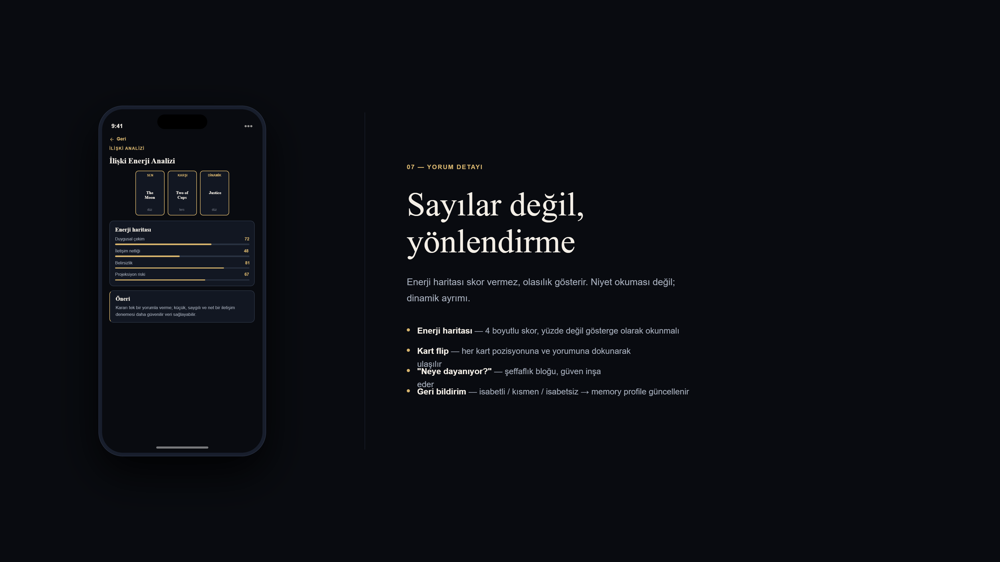 9:41
Geri
İLİŞKİ ANALİZİ
İlişki Enerji Analizi
SEN
The
Moon
düz
KARŞI
Two of
Cups
ters
DİNAMİK
Justice
düz
Enerji haritası
Duygusal çekim 72
İletişim netliği 48
Belirsizlik 81
Projeksiyon riski 67
Öneri
Kararı tek bir yorumla verme; küçük, saygılı ve net bir iletişim
denemesi daha güvenilir veri sağlayabilir.
07 — YORUM DETAYI
Sayılar değil,
yönlendirme
Enerji haritası skor vermez, olasılık gösterir. Niyet okuması değil;
dinamik ayrımı.
Enerji haritası — 4 boyutlu skor, yüzde değil gösterge olarak okunmalı
Kart flip — her kart pozisyonuna ve yorumuna dokunarak
ulaşılır
"Neye dayanıyor?" — şeffaflık bloğu, güven inşa
eder
Geri bildirim — isabetli / kısmen / isabetsiz → memory profile güncellenir